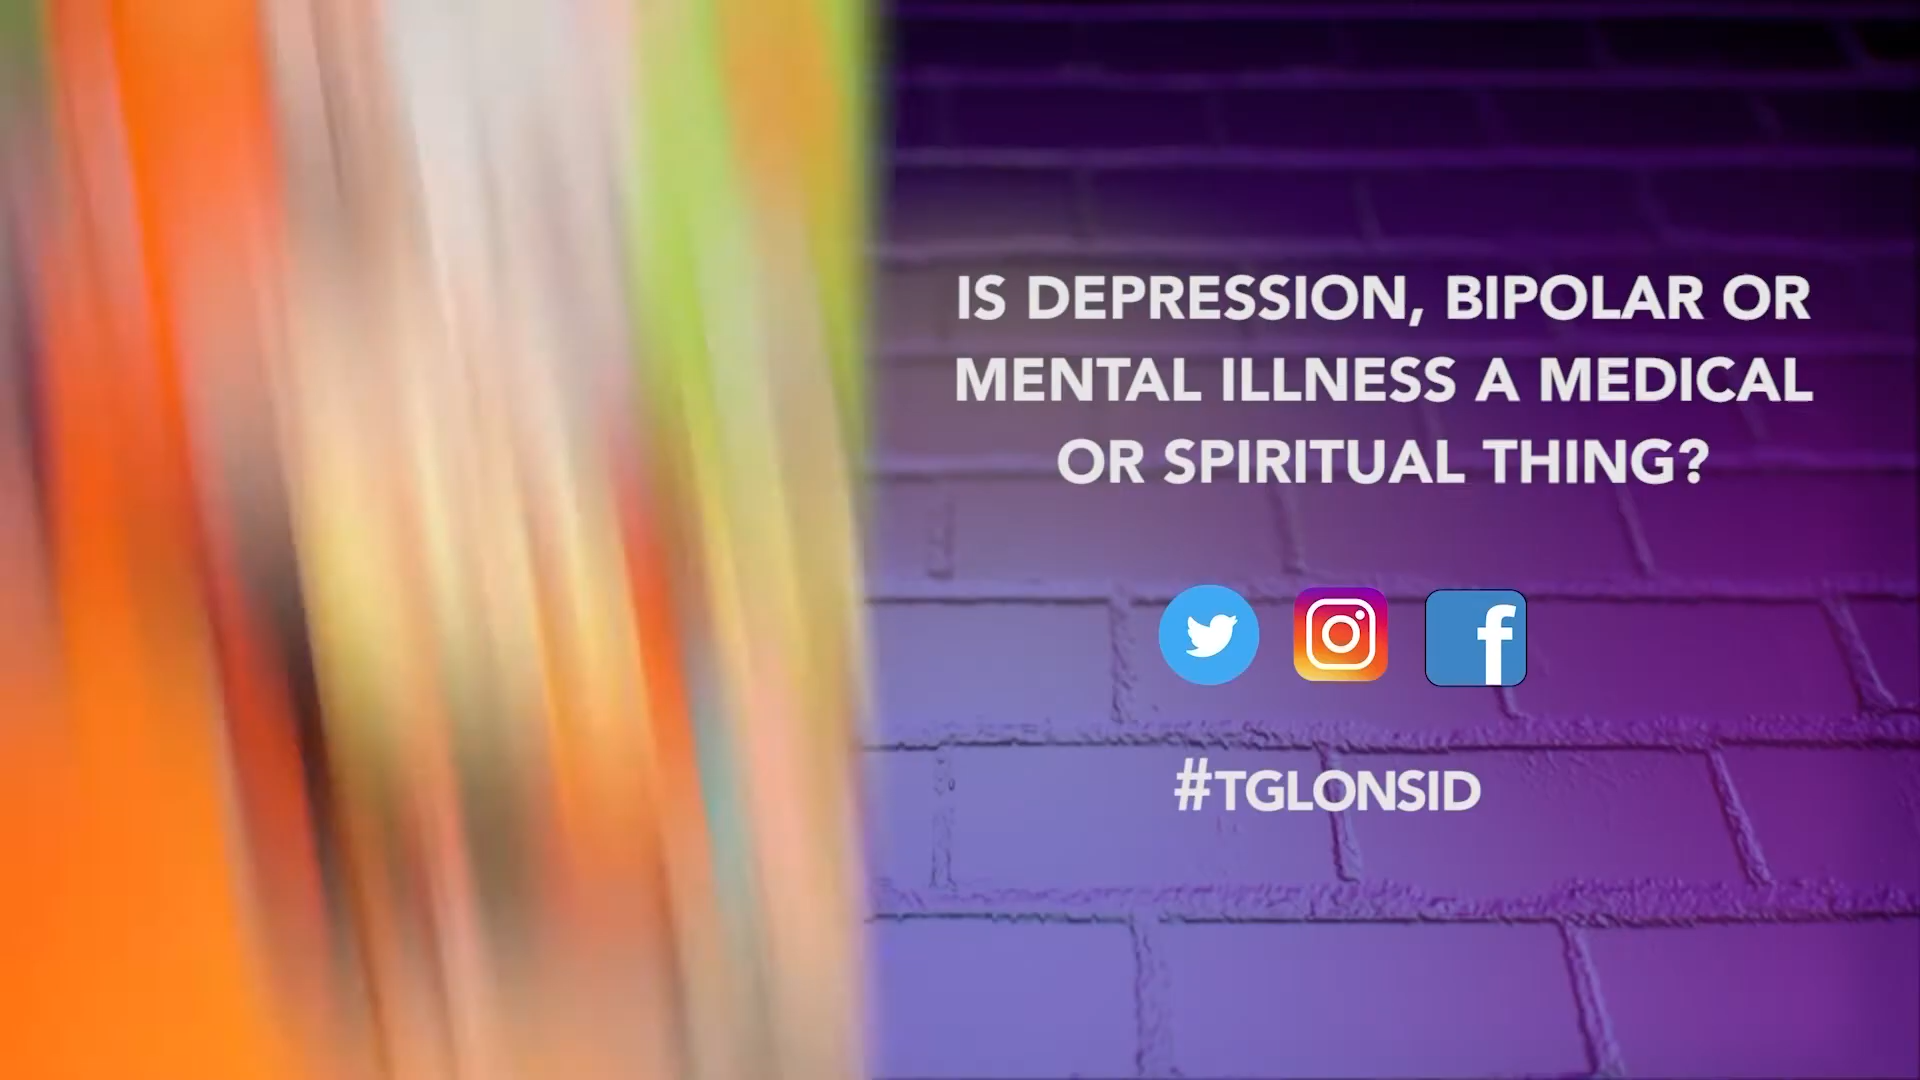 IS DEPRESSION, BIPOLAR OR
MENTAL ILLNESS A MEDICAL
OR SPIRITUAL THING?
#TGLONSID